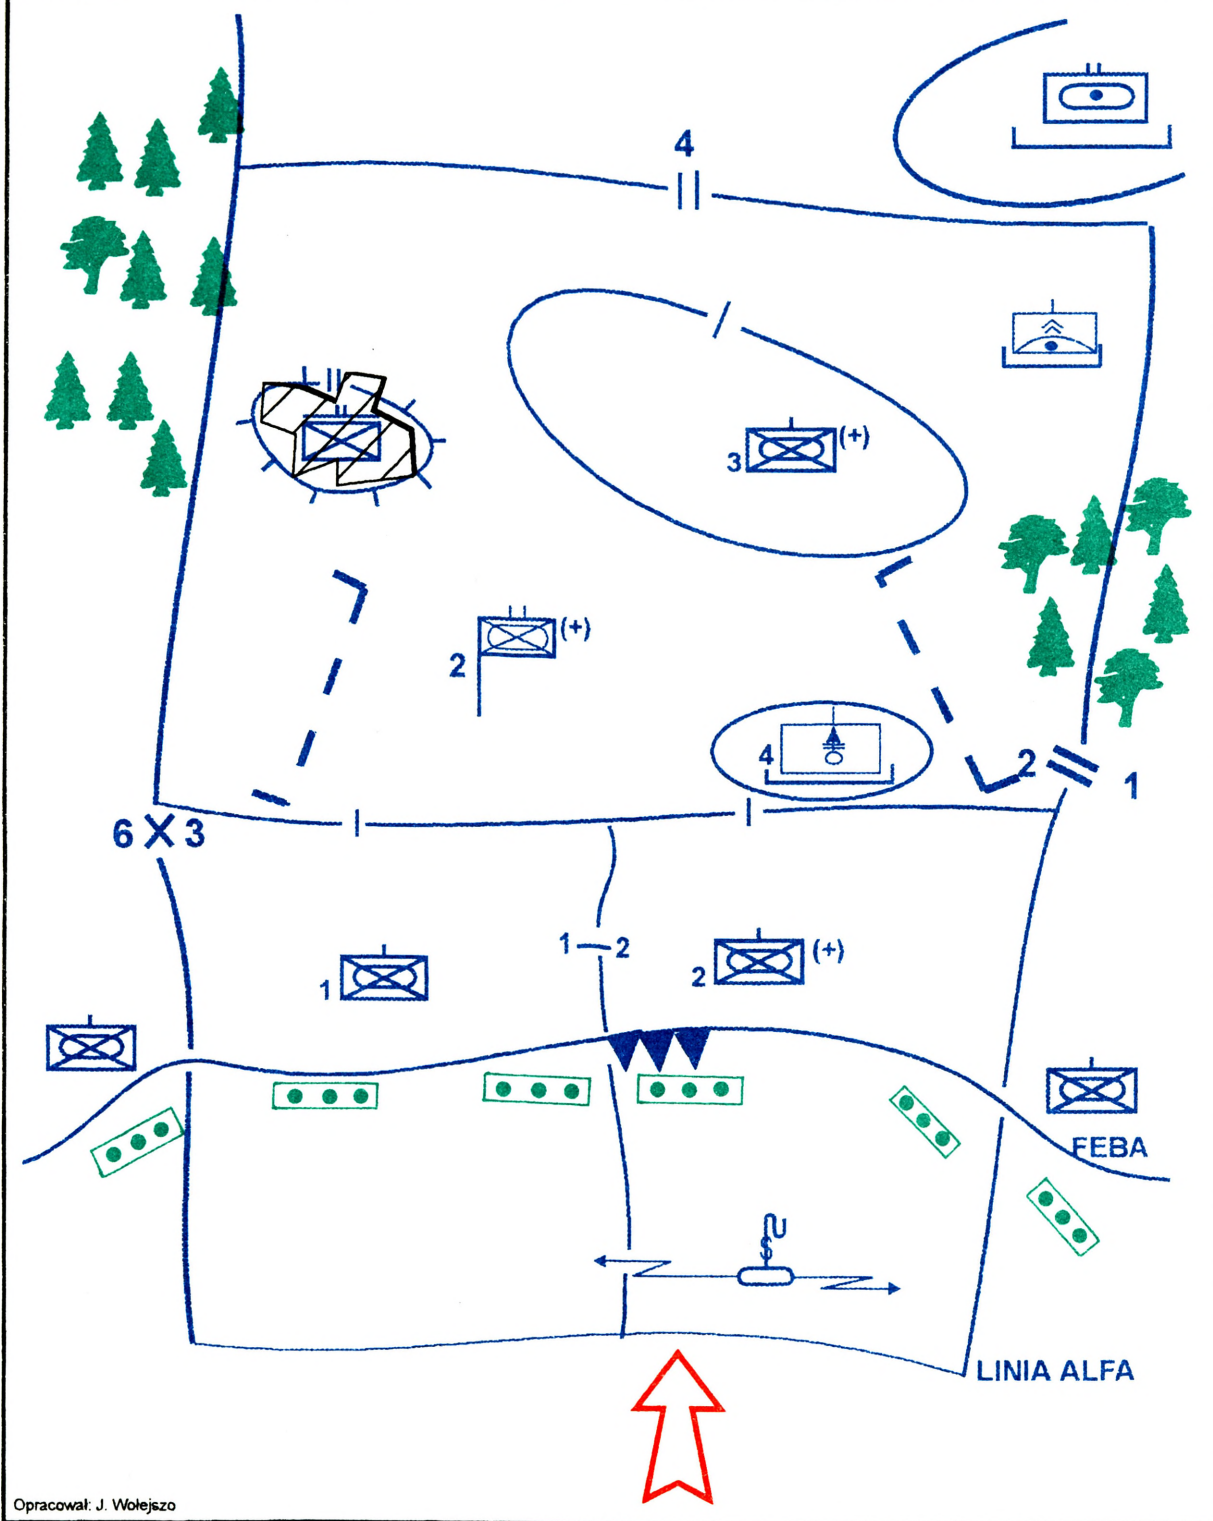 4
3 (+)
2 (+)
4
2
1
6 X 3
1 2
1
2 (+)
FEBA
LINIA ALFA
Opracował: J. Wołejszo